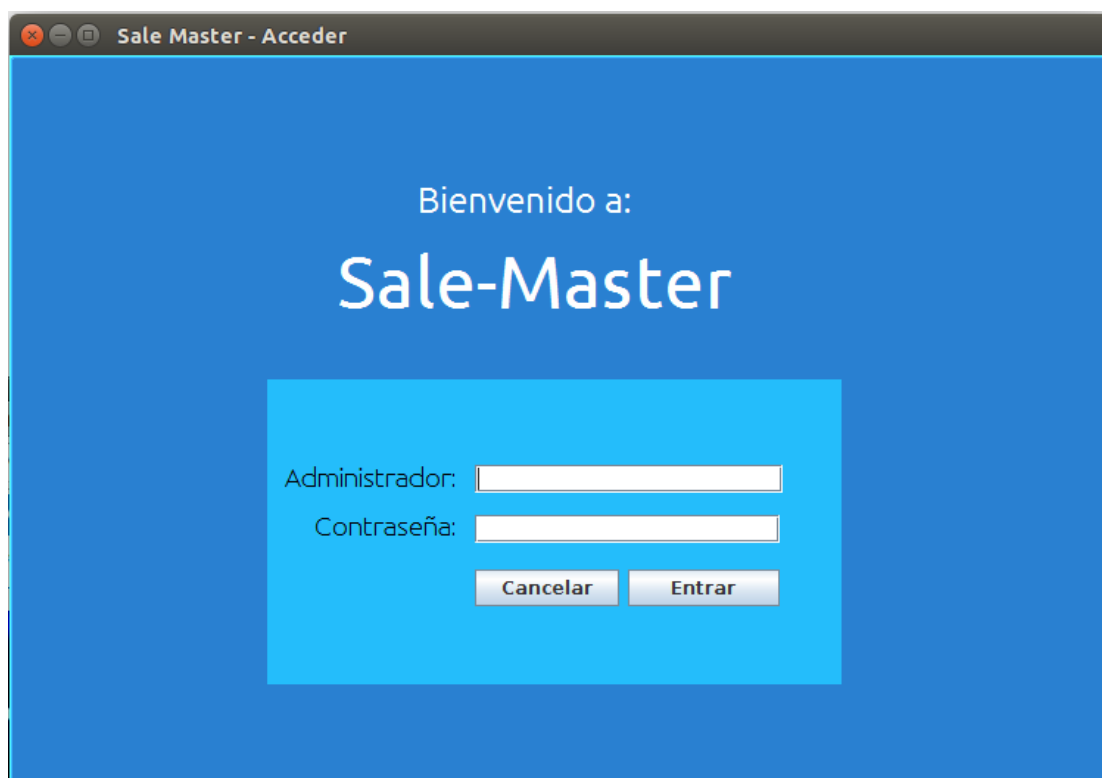 Sale Master - Acceder
Bienvenido a:
Sale-Master
Administrador:
Contraseña:
Cancelar Entrar